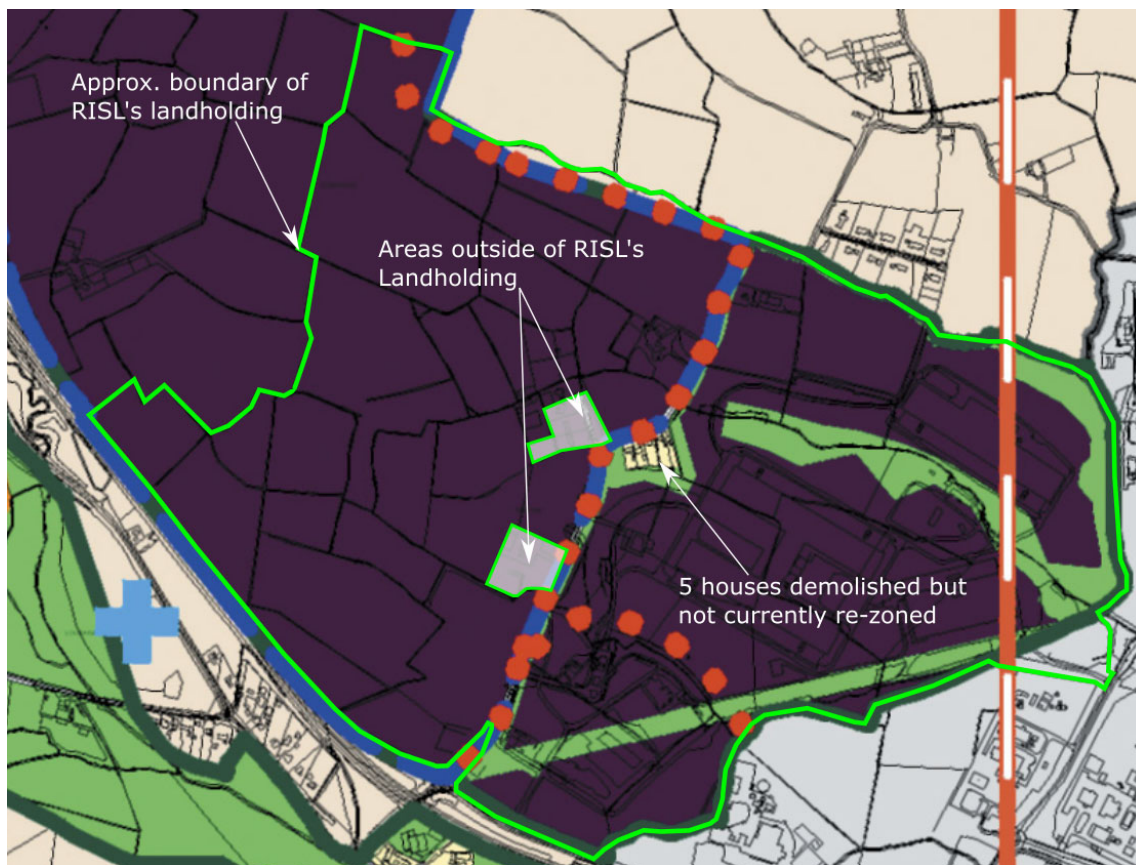 Approx. boundary of
RISL's landholding
Areas outside of RISL's
Landholding
5 houses demolished but
not currently re-zoned